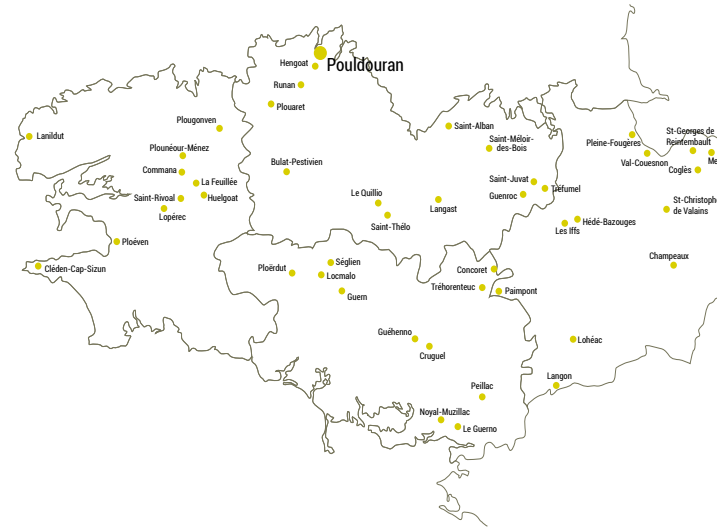 Hengoat
Pouldouran
Runan
Plouaret
Plougonven
Lanildut
Saint-Alban
Saint-Méloir-
des-Bois
Pleine-Fougères
St-Georges de
Reintembault
Me
Val-Couesnon
Coglès
Plounéour-Ménez
Commana
La Feuillée
Bulat-Pestivien
Saint-Juvat
Tréfumel
Guenroc
Saint-Rivoal
Huelgoat
Lopérec
Le Quillio
Langast
Saint-Thélo
St-Christophe
de Valains
Hédé-Bazouges
Les Iffs
Ploéven
Cléden-Cap-Sizun
Ploërdut
Séglien
Locmalo
Guern
Concoret
Tréhorenteuc
Paimpont
Champeaux
Guéhenno
Cruguel
Lohéac
Langon
Peillac
Noyal-Muzillac
Le Guerno